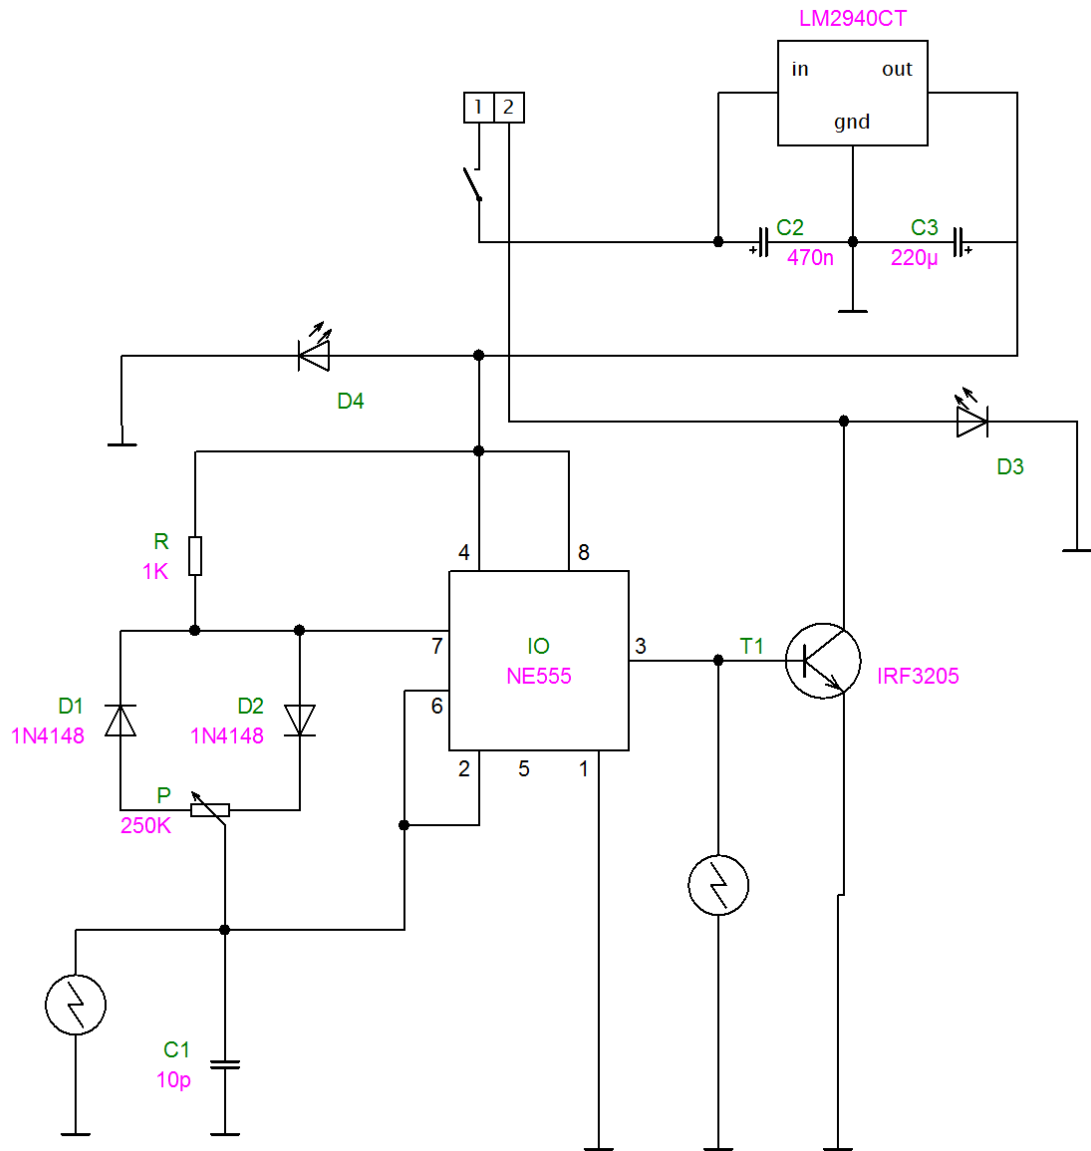 LM2940CT
in out
gnd
1 2
C2 C3
470n 220µ
D4
D3
R
1K
4 8
7 IO 3 T1
NE555 IRF3205
6
D1 D2
1N4148 1N4148
2 5 1
P
250K
C1
10p